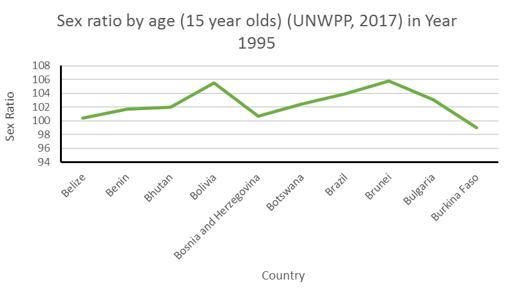 Sex ratio by age (15 year olds) (UNWPP, 2017) in Year
1995
108
106
104
102
100
98
96
94
Sex Ratio
Belize
Benin
Bhutan
Bolivia
Bosnia and Herzegovina
Botswana
Brazil
Brunei
Bulgaria
Burkina Faso
Country